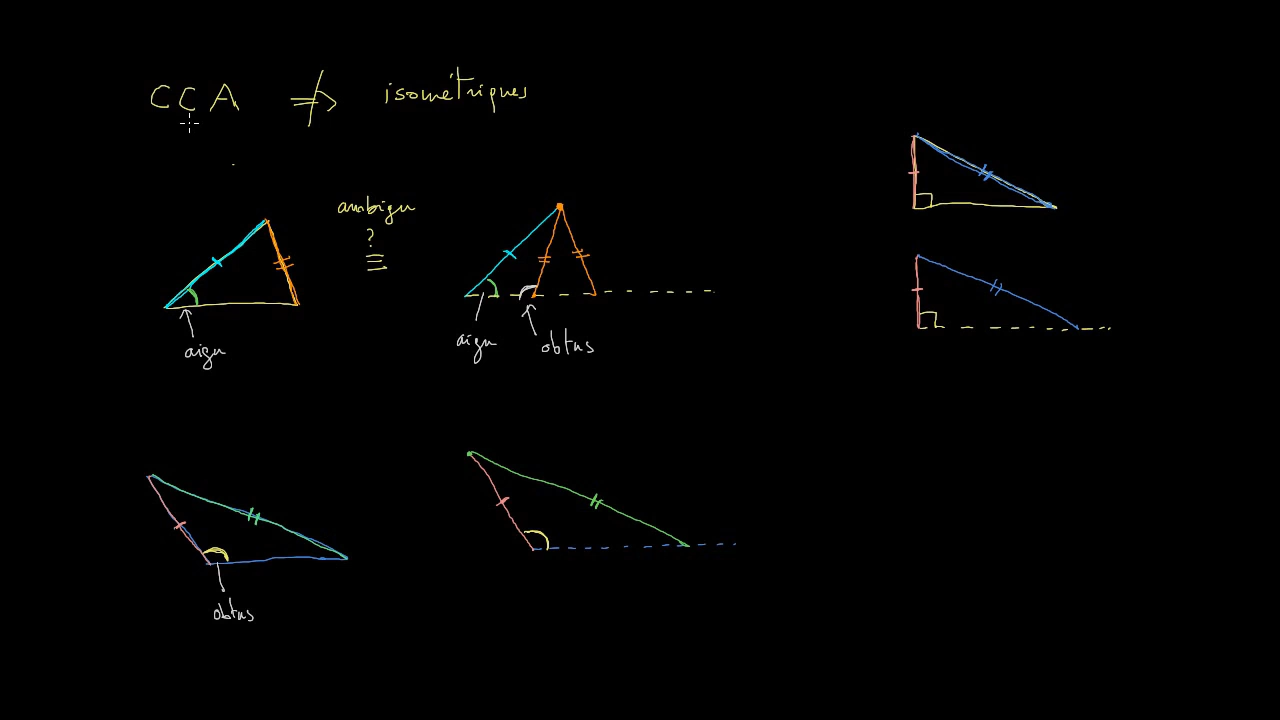 CCA ⇏ isométriques
ambigu
?
≡
aigu
aigu
obtus
obtus